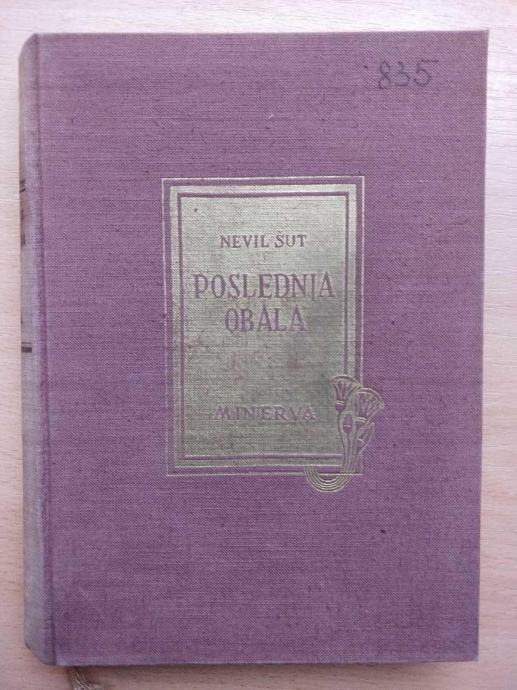 835
NEVIL ŠUT
POSLEDNJA
OBALA
MINERVA